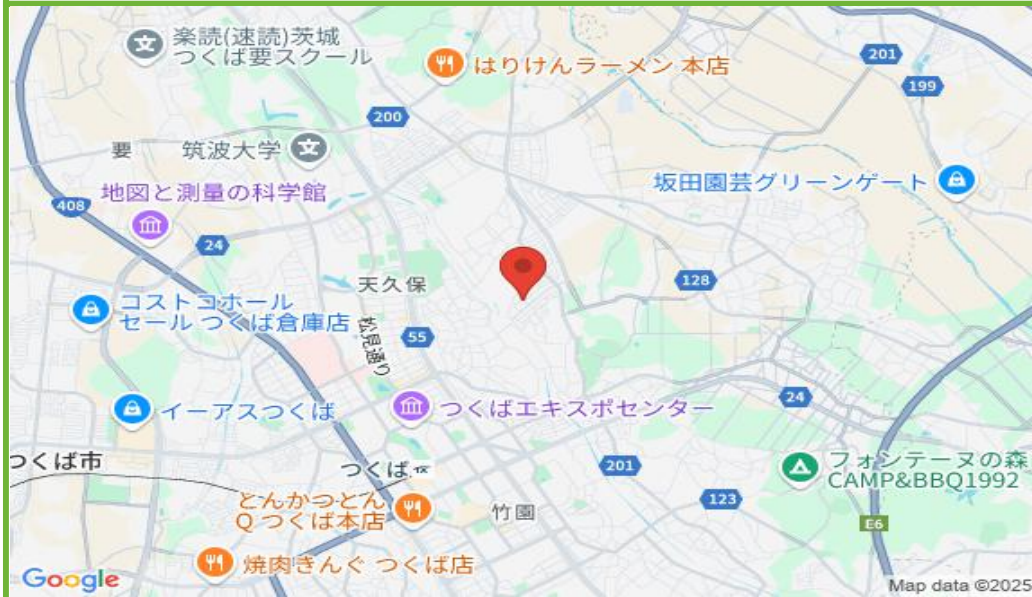 楽読(速読)茨城
つくば要スクール
はりけんラーメン 本店
201
199
200
要
筑波大学
坂田園芸グリーンゲート
地図と測量の科学館
408
24
天久保
128
コストコホール
セール つくば倉庫店
55
松見通り
24
イーアスつくば
つくばエキスポセンター
つくば市
つくば
201
フォンテーヌの森
CAMP&BBQ1992
とんかつとん
Q つくば本店
竹園
123
E6
焼肉きんぐ つくば店
Google
Map data ©2025